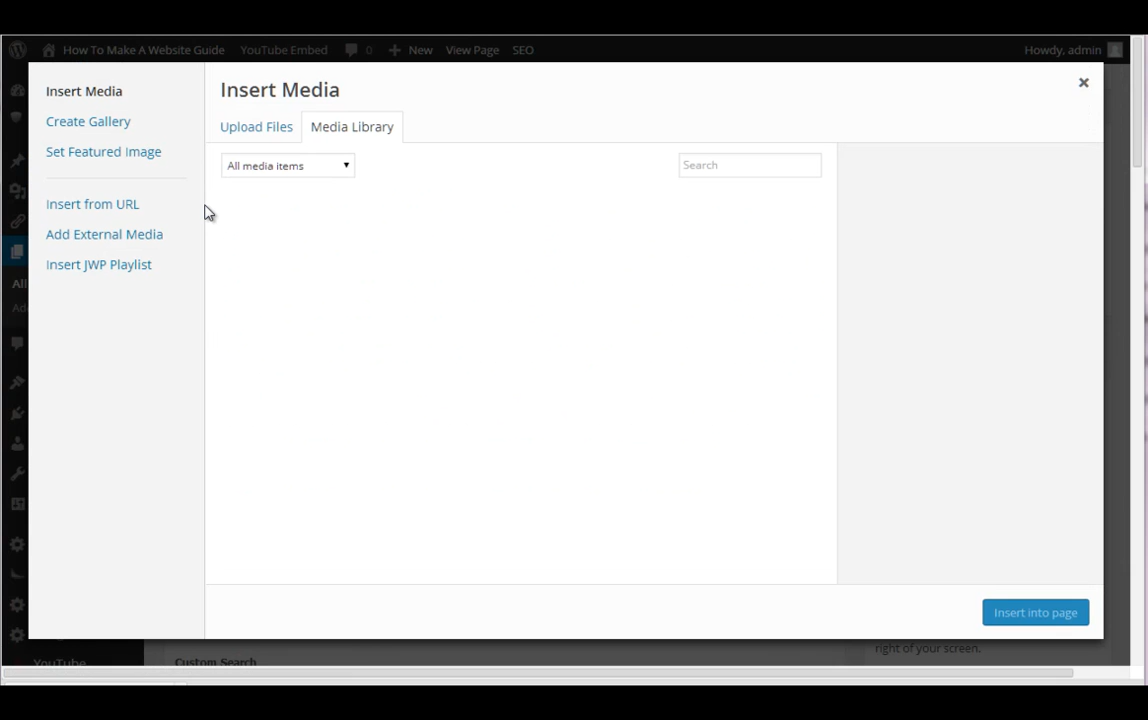 How To Make A Website Guide YouTube Embed 0 New View Page SEO Howdy, admin
Insert Media
Create Gallery
Set Featured Image
Insert from URL
Add External Media
Insert JWP Playlist
Insert Media
Upload Files Media Library
All media items Search
Insert into page
All
Ad
YouTube
Custom Search
right of your screen.